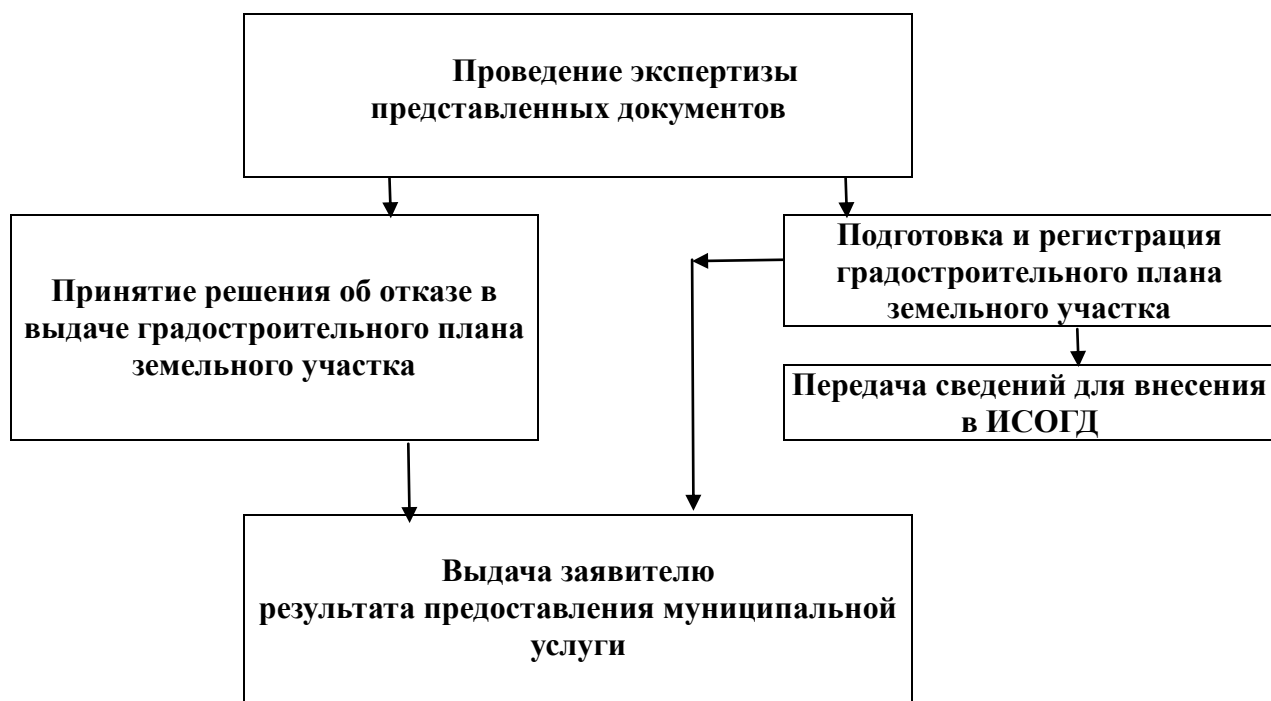 Проведение экспертизы
представленных документов
Принятие решения об отказе в
выдаче градостроительного плана
земельного участка
Подготовка и регистрация
градостроительного плана
земельного участка
Передача сведений для внесения
в ИСОГД
Выдача заявителю
результата предоставления муниципальной
услуги